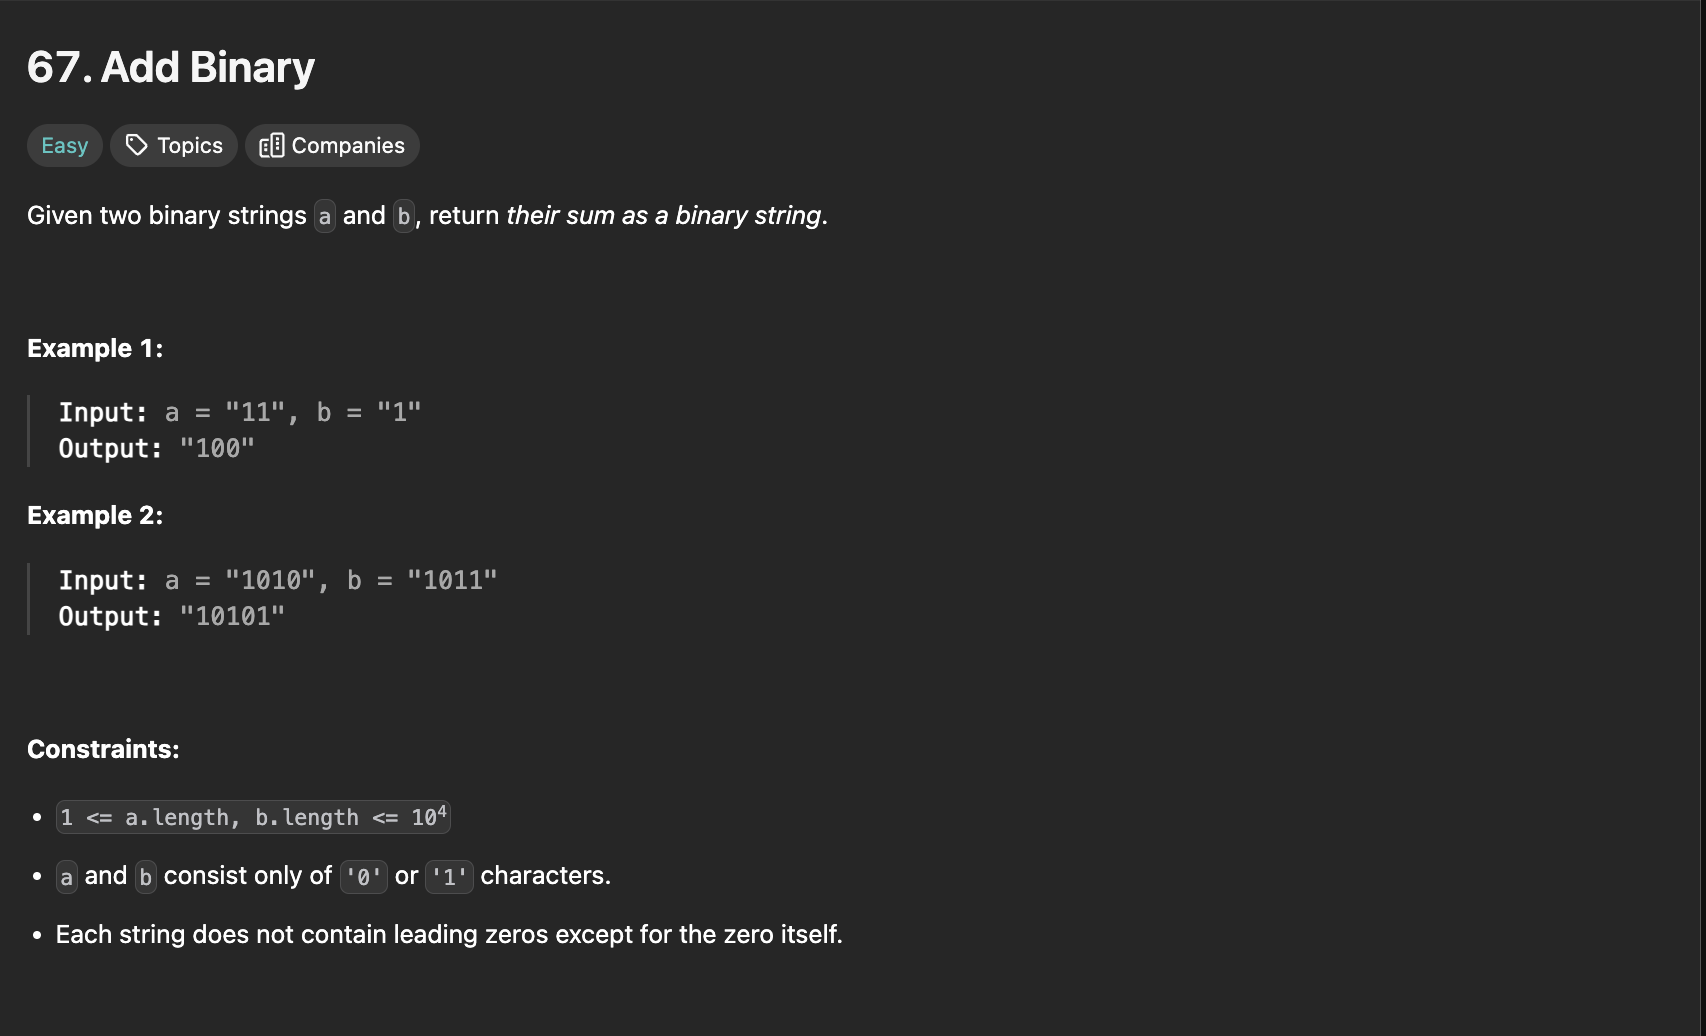 67. Add Binary
Easy Topics Companies
Given two binary strings a and b, return their sum as a binary string.
Example 1:
Input: a = "11", b = "1"
Output: "100"
Example 2:
Input: a = "1010", b = "1011"
Output: "10101"
Constraints:
• 1 <= a.length, b.length <= 10⁴
• a and b consist only of '0' or '1' characters.
• Each string does not contain leading zeros except for the zero itself.